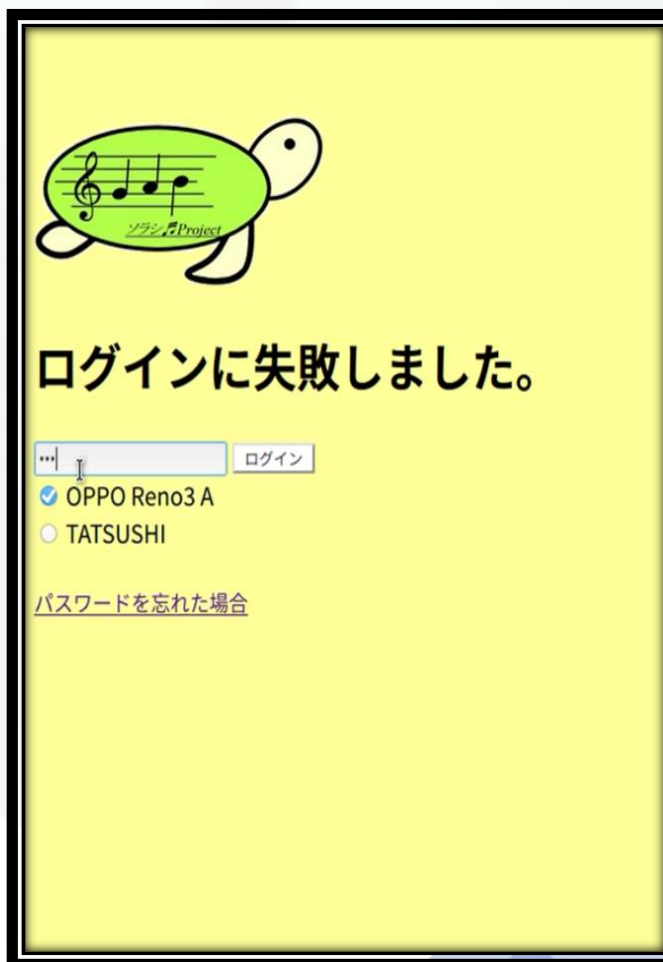 ソラシ♫Project
ログインに失敗しました。
•••
ログイン
OPPO Reno3 A
TATSUSHI
パスワードを忘れた場合